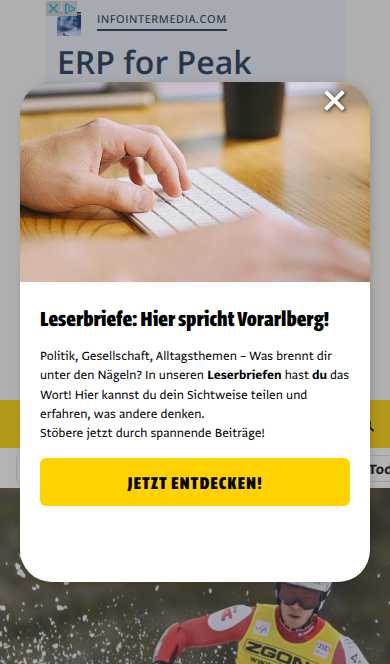 INFOINTERMEDIA.COM
ERP for Peak
Leserbriefe: Hier spricht Vorarlberg!
Politik, Gesellschaft, Alltagsthemen – Was brennt dir
unter den Nägeln? In unseren Leserbriefen hast du das
Wort! Hier kannst du dein Sichtweise teilen und
erfahren, was andere denken.
Stöbere jetzt durch spannende Beiträge!
JETZT ENTDECKEN!
Tod
ZGON